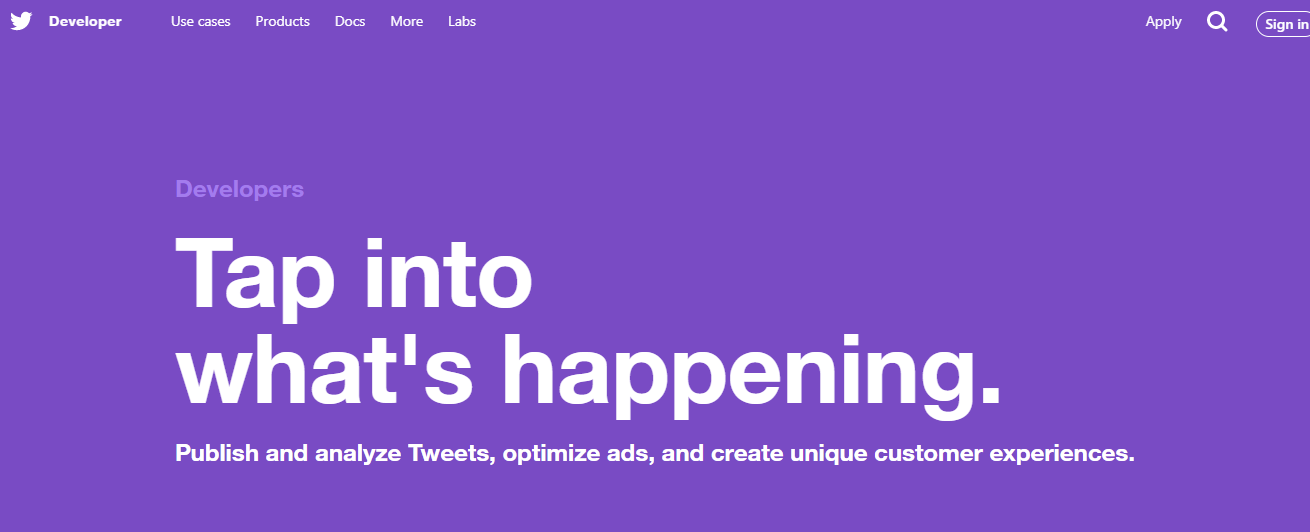 Developer Use cases Products Docs More Labs Apply Sign in
Developers
Tap into
what's happening.
Publish and analyze Tweets, optimize ads, and create unique customer experiences.